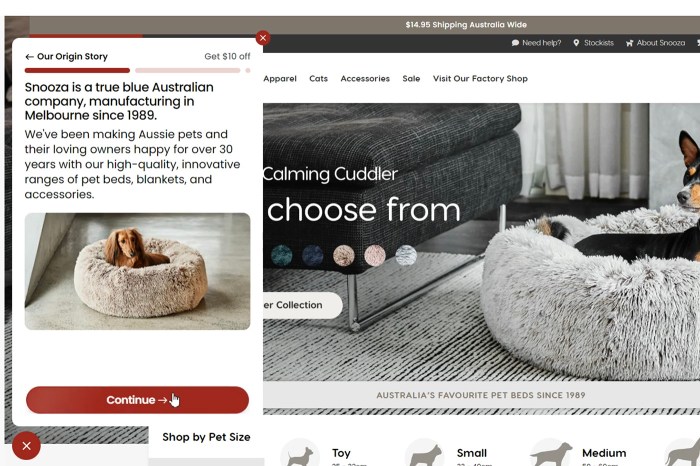 $14.95 Shipping Australia Wide
Need help? Stockists About Snooza
← Our Origin Story Get $10 off
Apparel Cats Accessories Sale Visit Our Factory Shop
Snooza is a true blue Australian
company, manufacturing in
Melbourne since 1989.
We've been making Aussie pets and
their loving owners happy for over 30
years with our high-quality, innovative
ranges of pet beds, blankets, and
accessories.
Calming Cuddler
choose from
er Collection
Continue →
AUSTRALIA'S FAVOURITE PET BEDS SINCE 1989
Shop by Pet Size
Toy Small Medium